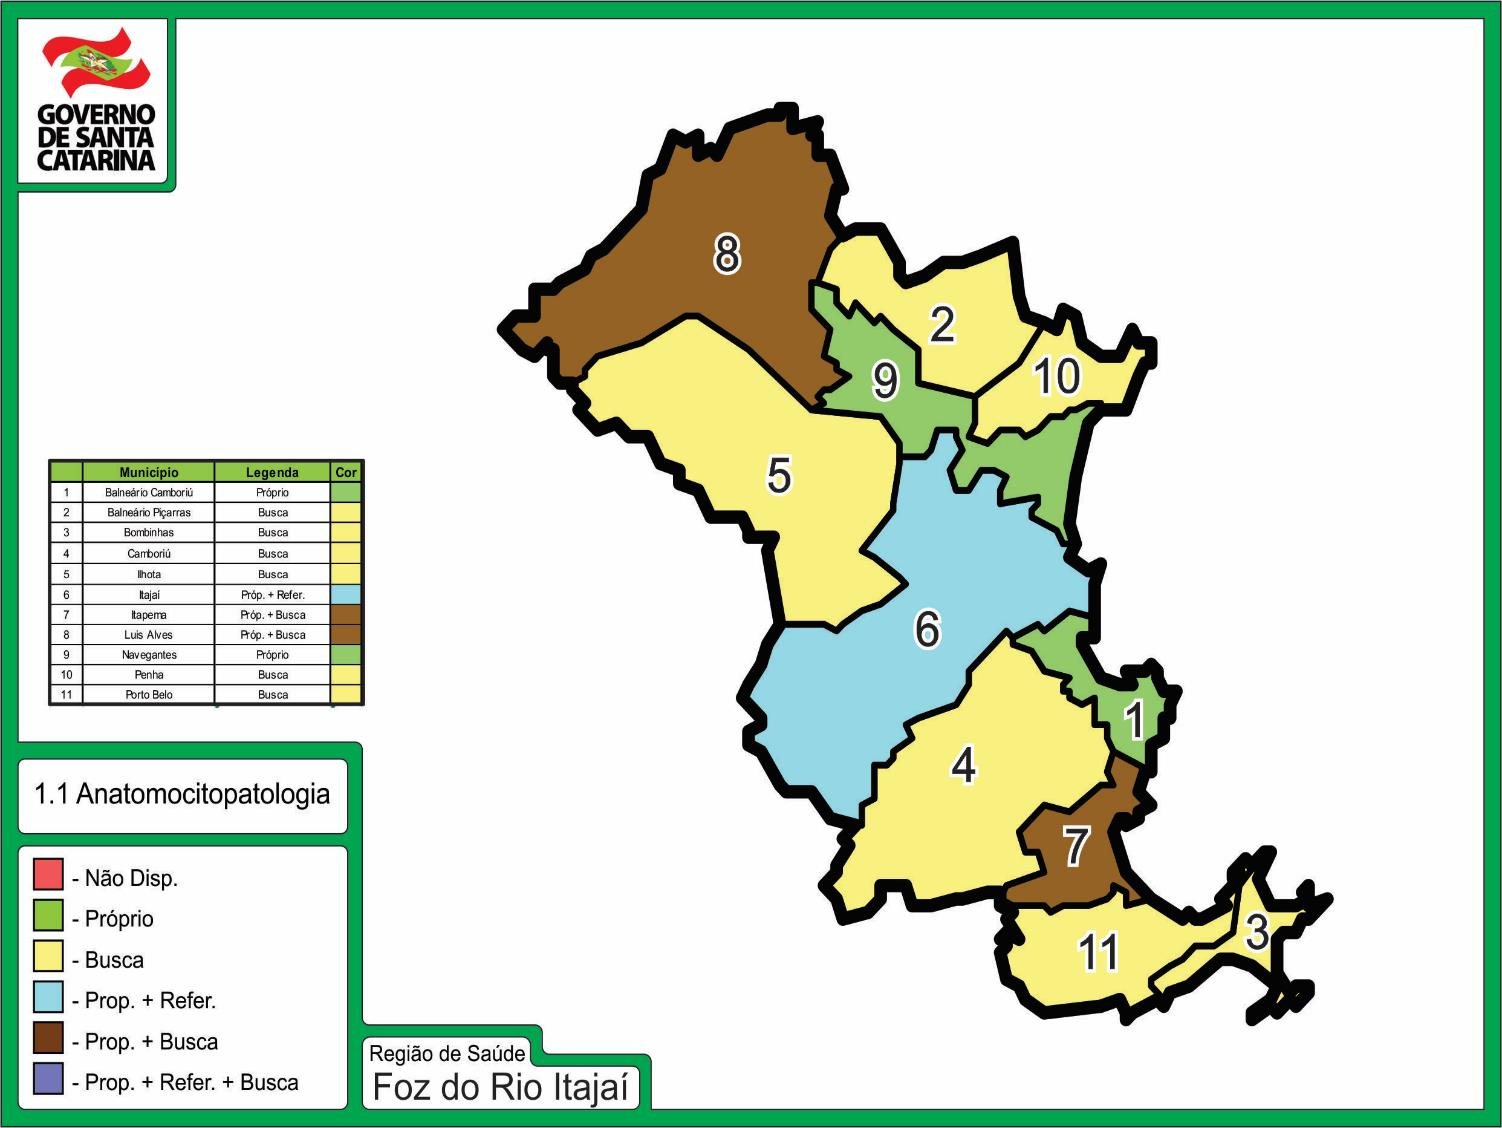 GOVERNO
DE SANTA
CATARINA
8
2
9
10
5
6
1
4
7
3
11
Município Legenda Cor
1 Balneário Camboriú Próprio
2 Balneário Piçarras Busca
3 Bombinhas Busca
4 Camboriú Busca
5 Ilhota Busca
6 Itajaí Próp. + Refer.
7 Itapema Próp. + Busca
8 Luis Alves Próp. + Busca
9 Navegantes Próprio
10 Penha Busca
11 Porto Belo Busca
1.1 Anatomocitopatologia
- Não Disp.
- Próprio
- Busca
- Prop. + Refer.
- Prop. + Busca
- Prop. + Refer. + Busca
Região de Saúde
Foz do Rio Itajaí